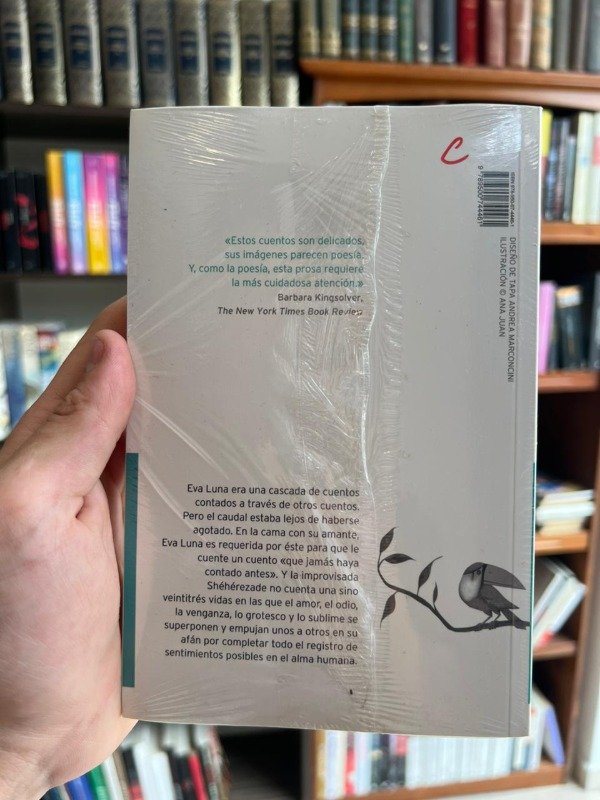 «Estos cuentos son delicados,
sus imágenes parecen poesía.
Y, como la poesía, esta prosa requiere
la más cuidadosa atención.»
Barbara Kingsolver,
The New York Times Book Review
Eva Luna era una cascada de cuentos
contados a través de otros cuentos.
Pero el caudal estaba lejos de haberse
agotado. En la cama con su amante,
Eva Luna es requerida por éste para que le
cuente un cuento «que jamás haya
contado antes». Y la improvisada
Shéhérezade no cuenta una sino
veintitrés vidas en las que el amor, el odio,
la venganza, lo grotesco y lo sublime se
superponen y empujan unos a otros en su
afán por completar todo el registro de
sentimientos posibles en el alma humana.
DISEÑO DE TAPA ANDREA MARCONCINI
ILUSTRACIÓN © ANA JUAN